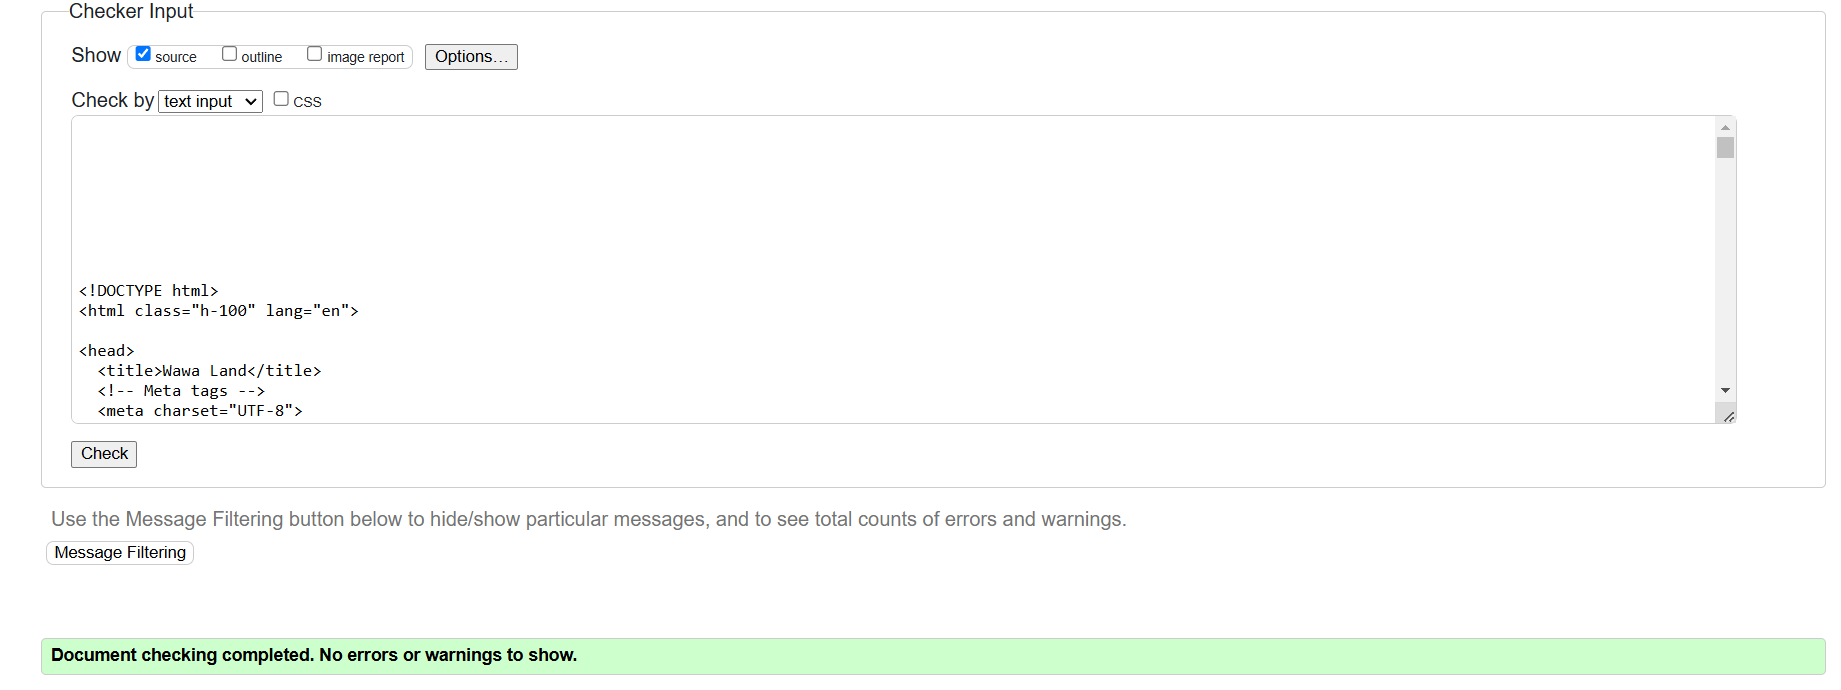 Checker Input
Show source outline image report Options...
Check by text input CSS
<!DOCTYPE html>
<html class="h-100" lang="en">
<head>
<title>Wawa Land</title>
<!-- Meta tags -->
<meta charset="UTF-8">
Check
Use the Message Filtering button below to hide/show particular messages, and to see total counts of errors and warnings.
Message Filtering
Document checking completed. No errors or warnings to show.